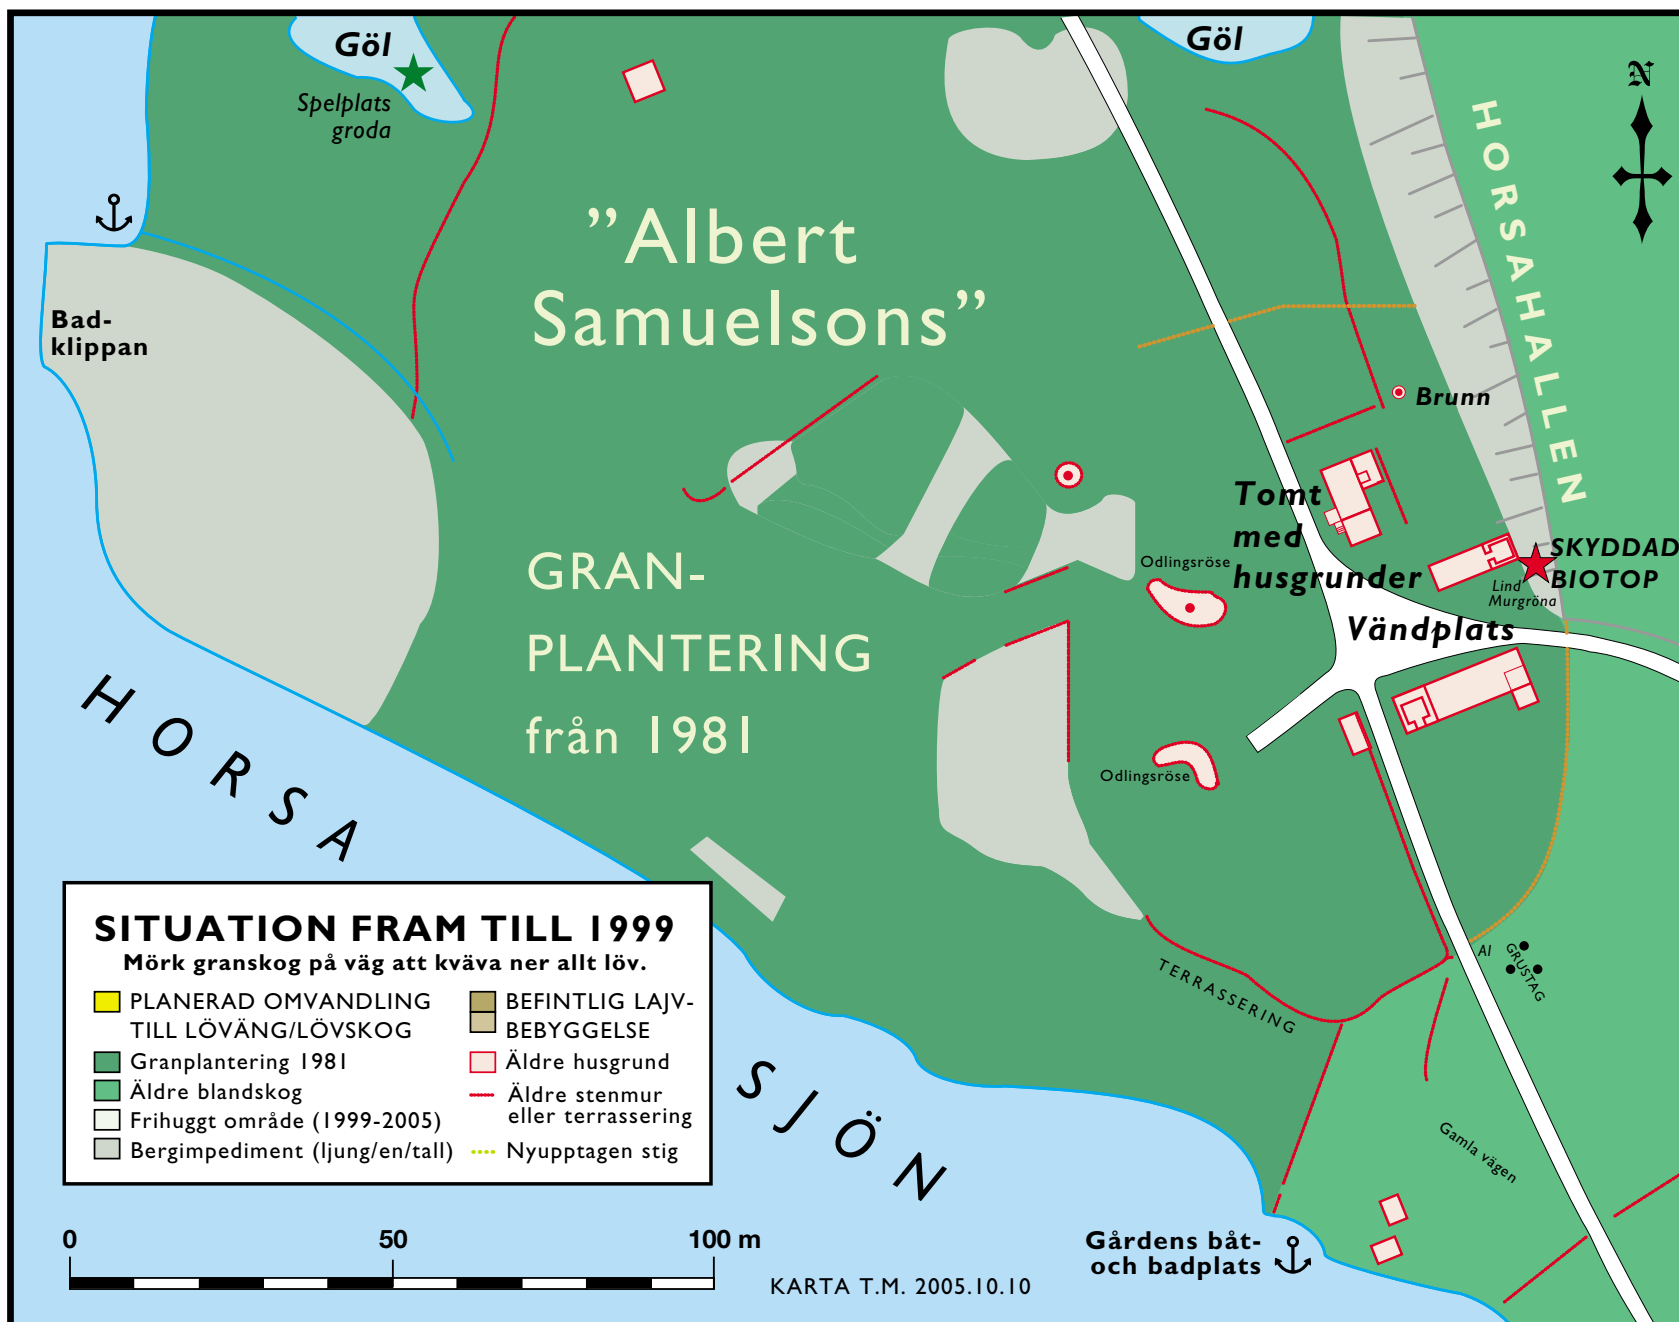 Göl
Spelplats
groda
Göl
N
HORSAHALLEN
”Albert
Samuelsons”
Bad-
klippan
Brunn
Tomt
med
husgrunder
Odlingsröse
SKYDDAD
BIOTOP
Lind
Murgröna
Vändplats
GRAN-
PLANTERING
från 1981
Odlingsröse
HORSA
SJÖN
TERRASSERING
Al
GRUSTAG
Gamla vägen
Gårdens båt-
och badplats
SITUATION FRAM TILL 1999
Mörk granskog på väg att kväva ner allt löv.
PLANERAD OMVANDLING
TILL LÖVÄNG/LÖVSKOG
Granplantering 1981
Äldre blandskog
Frihuggt område (1999-2005)
Bergimpediment (ljung/en/tall)
BEFINTLIG LAJV-
BEBYGGELSE
Äldre husgrund
Äldre stenmur
eller terrassering
Nyupptagen stig
0 50 100 m
KARTA T.M. 2005.10.10